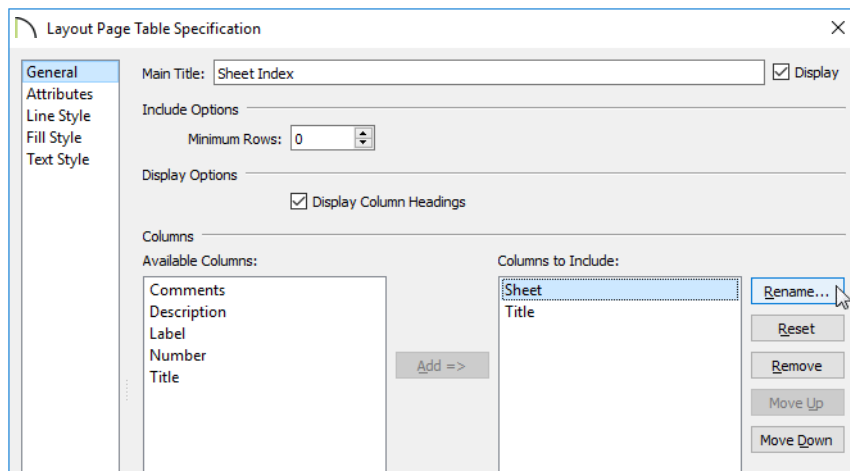 Layout Page Table Specification
General
Attributes
Line Style
Fill Style
Text Style
Main Title: Sheet Index Display
Include Options
Minimum Rows: 0
Display Options
Display Column Headings
Columns
Available Columns:
Comments
Description
Label
Number
Title
Add =>
Columns to Include:
Sheet
Title
Rename...
Reset
Remove
Move Up
Move Down